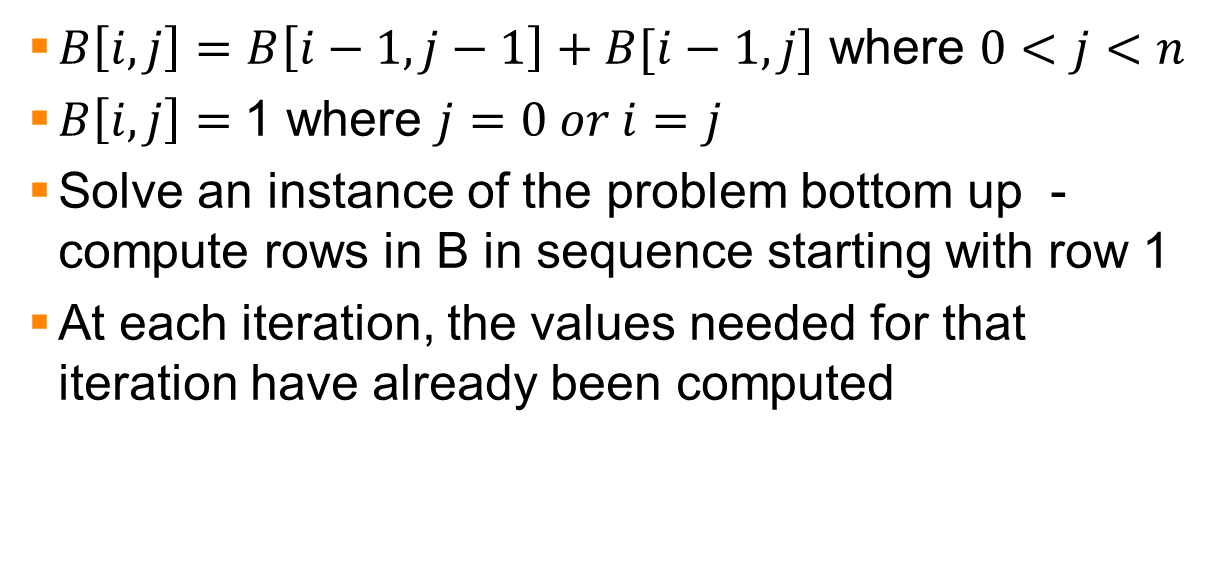 ▪ B[i, j] = B[i − 1, j − 1] + B[i − 1, j] where 0 < j < n
▪ B[i, j] = 1 where j = 0 or i = j
▪ Solve an instance of the problem bottom up -
compute rows in B in sequence starting with row 1
▪ At each iteration, the values needed for that
iteration have already been computed